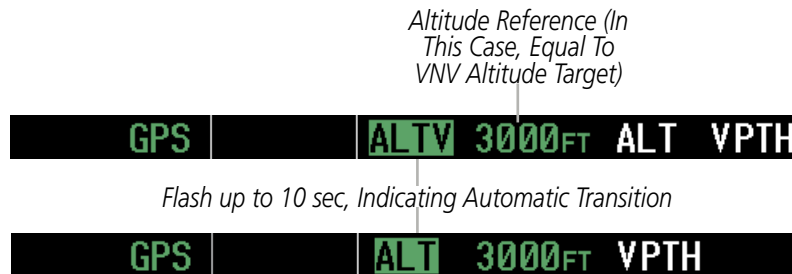 Altitude Reference (In
This Case, Equal To
VNV Altitude Target)
GPS ALTV 3000FT ALT VPTH
Flash up to 10 sec, Indicating Automatic Transition
GPS ALT 3000FT VPTH